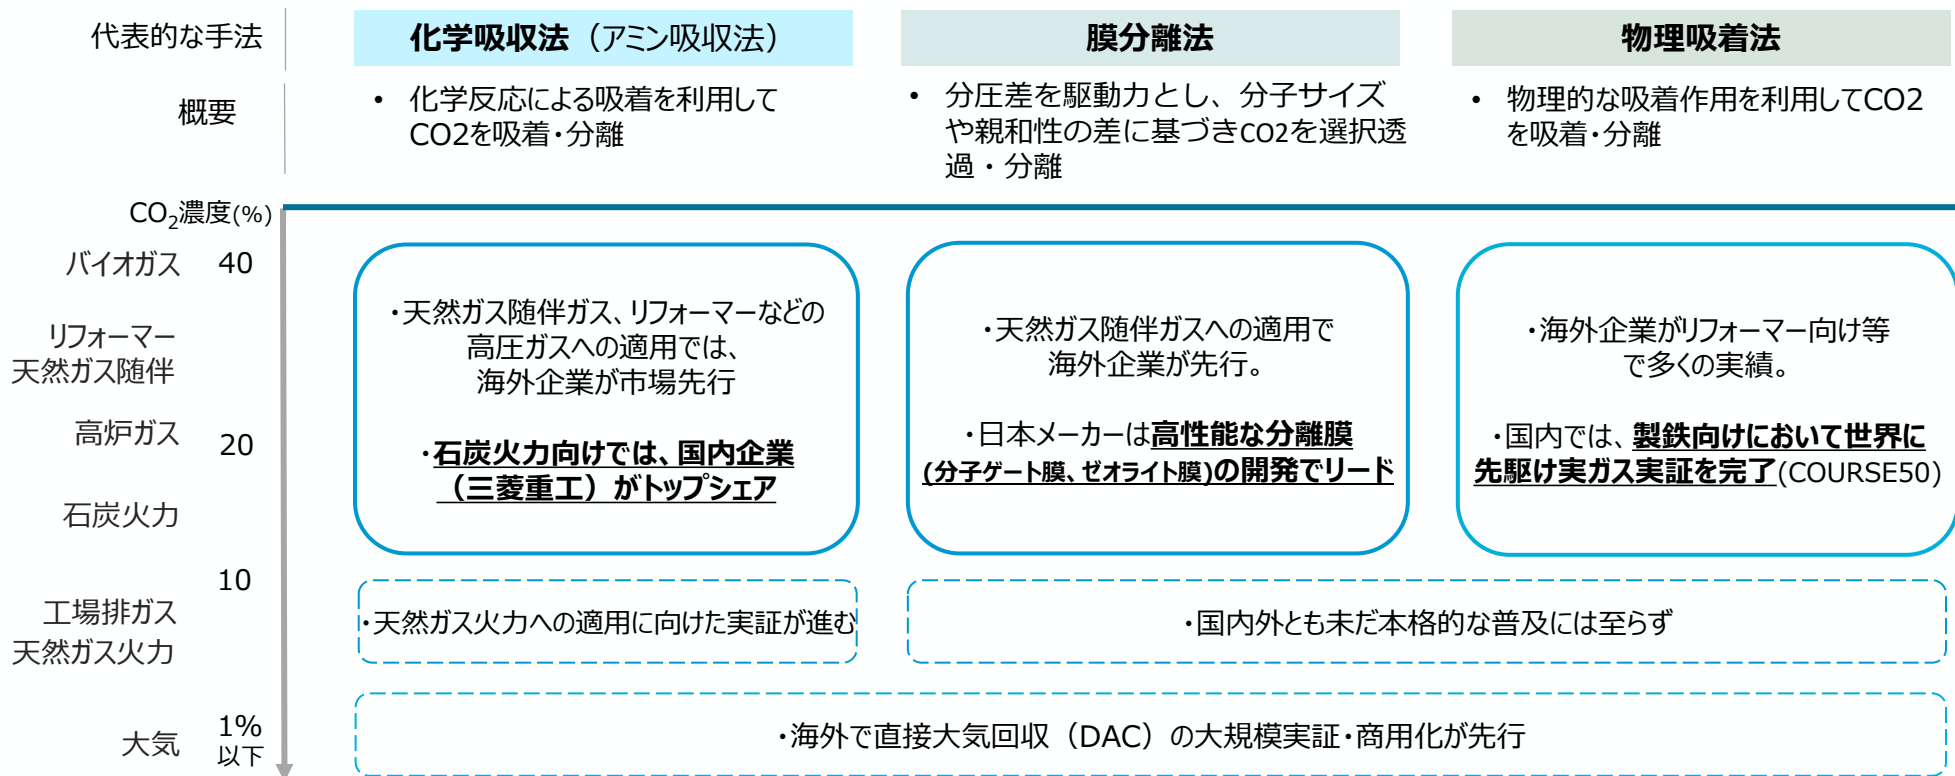 代表的な手法
化学吸収法（アミン吸収法）
膜分離法
物理吸着法
概要
• 化学反応による吸着を利用して
CO2を吸着・分離
• 分圧差を駆動力とし、分子サイズ
や親和性の差に基づきCO2を選択透
過・分離
• 物理的な吸着作用を利用してCO2
を吸着・分離
CO₂濃度(%)
バイオガス 40
リフォーマー
天然ガス随伴
高炉ガス 20
石炭火力
10
工場排ガス
天然ガス火力
大気 1%
以下
・天然ガス随伴ガス、リフォーマーなどの
高圧ガスへの適用では、
海外企業が市場先行
・石炭火力向けでは、国内企業
（三菱重工）がトップシェア
・天然ガス随伴ガスへの適用で
海外企業が先行。
・日本メーカーは高性能な分離膜
(分子ゲート膜、ゼオライト膜)の開発でリード
・海外企業がリフォーマー向け等
で多くの実績。
・国内では、製鉄向けにおいて世界に
先駆け実ガス実証を完了(COURSE50)
・天然ガス火力への適用に向けた実証が進む
・国内外とも未だ本格的な普及には至らず
・海外で直接大気回収（DAC）の大規模実証・商用化が先行